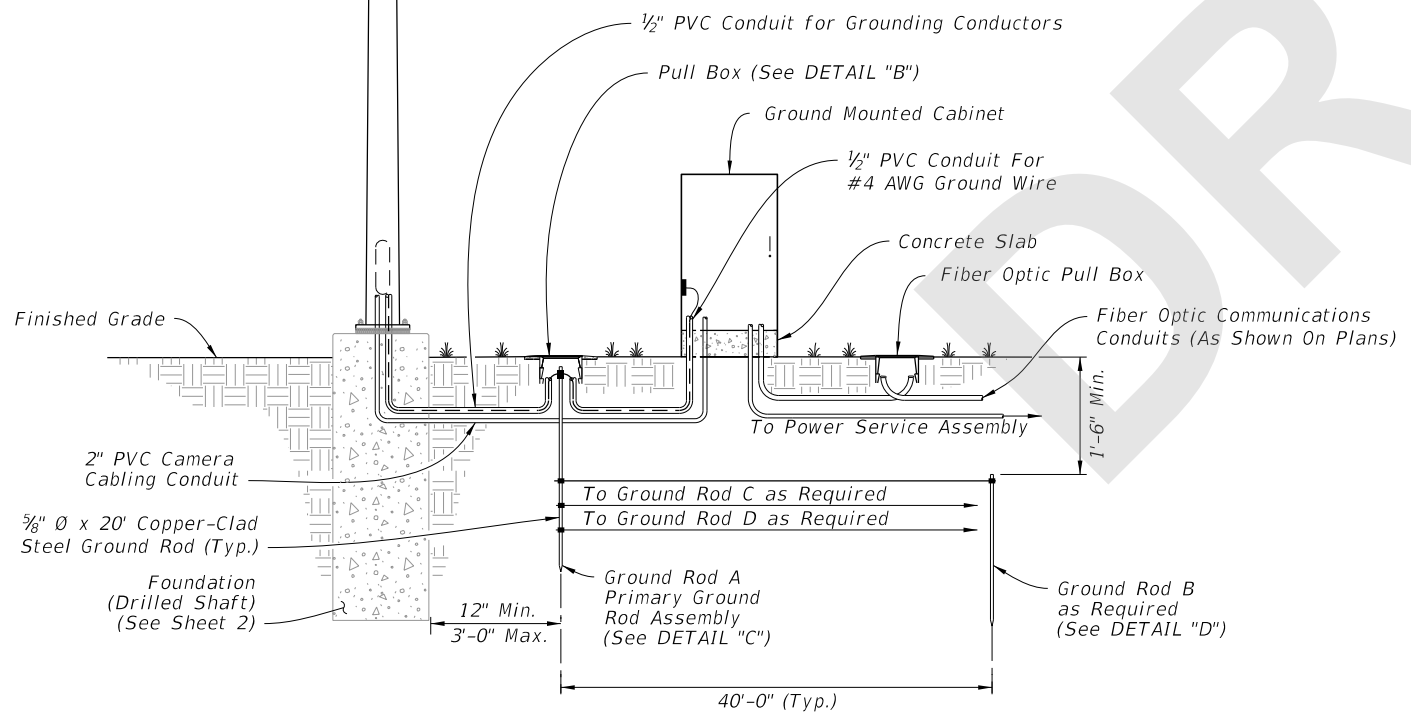 ½" PVC Conduit for Grounding Conductors
Pull Box (See DETAIL "B")
Ground Mounted Cabinet
½" PVC Conduit For
#4 AWG Ground Wire
Concrete Slab
Fiber Optic Pull Box
Finished Grade
Fiber Optic Communications
Conduits (As Shown On Plans)
1'-6" Min.
To Power Service Assembly
2" PVC Camera
Cabling Conduit
To Ground Rod C as Required
To Ground Rod D as Required
⅝" Ø x 20' Copper-Clad
Steel Ground Rod (Typ.)
Foundation
(Drilled Shaft)
(See Sheet 2)
12" Min.
3'-0" Max.
Ground Rod A
Primary Ground
Rod Assembly
(See DETAIL "C")
Ground Rod B
as Required
(See DETAIL "D")
40'-0" (Typ.)
DR